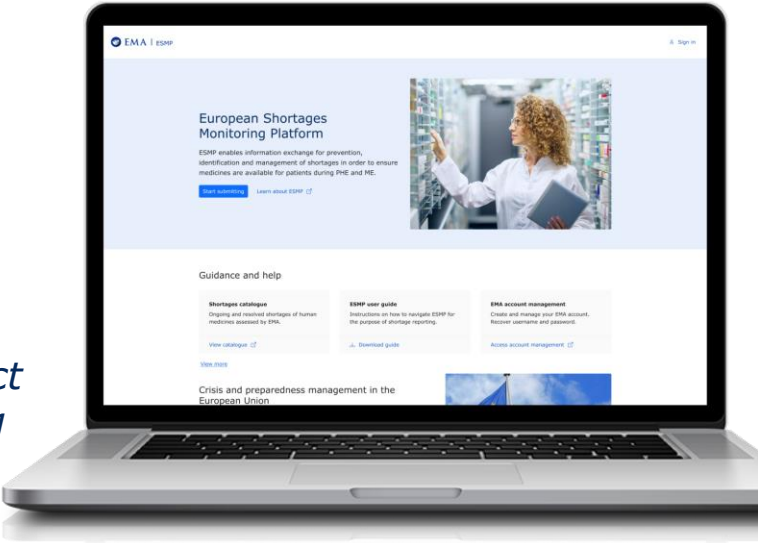 EMA | ESMP
Sign in
European Shortages
Monitoring Platform
ESMP enables information exchange for prevention,
identification and management of shortages in order to ensure
medicines are available for patients during PHE and ME.
Start submitting Learn about ESMP
Guidance and help
Shortages catalogue
Ongoing and resolved shortages of human
medicines assessed by EMA.
View catalogue
ESMP user guide
Instructions on how to navigate ESMP for
the purpose of shortage reporting.
Download guide
EMA account management
Create and manage your EMA account.
Recover username and password.
Access account management
View more
Crisis and preparedness management in the
European Union
ct